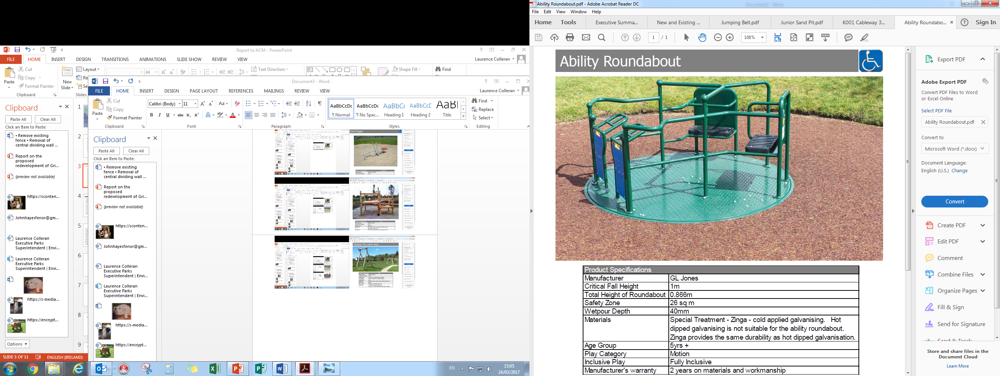 Report to ACM - PowerPoint
FILE HOME INSERT DESIGN TRANSITIONS ANIMATIONS SLIDE SHOW REVIEW VIEW
Laurence Colleran
Cut
Copy
Format Painter
Paste
Clipboard
New
Slide
Layout
Slides
44
Text Direction
Shape Fill
Find
Clipboard
Paste All Clear All
Click an Item to Paste:
• Remove existing
fence • Removal of
central dividing wall ...
Report on the
proposed
redevelopment of Gri...
(preview not available)
https://sconten...
Johnhayesfenor@gm...
Laurence Colleran
Executive Parks
Superintendent | Envi...
Laurence Colleran
Executive Parks
Superintendent | Envi...
https://s-media...
https://encrypt...
Options
1
2
3
4
5
6
7
8
9
SLIDE 3 OF 11 ENGLISH (IRELAND)
Document3 - Word
FILE HOME INSERT DESIGN PAGE LAYOUT REFERENCES MAILINGS REVIEW VIEW
Laurence Colleran
Paste
Cut
Copy
Format Painter
Clipboard
Calibri (Body) 11
Font
Paragraph
AaBbCcDc AaBbCcDc AaBbCc AaBbCcD AaBl
¶ Normal ¶ No Spac... Heading 1 Heading 2 Title
Styles
Find
Replace
Select
Editing
Clipboard
Paste All Clear All
Click an Item to Paste:
• Remove existing
fence • Removal of
central dividing wall ...
Report on the
proposed
redevelopment of Gri...
(preview not available)
https://sconten...
Johnhayesfenor@gm...
Laurence Colleran
Executive Parks
Superintendent | Envi...
Laurence Colleran
Executive Parks
Superintendent | Envi...
https://s-media...
https://encrypt...
Sand Digger
Cableway 35m (earth ramp)
EN
15:05
24/03/2017
Ability Roundabout.pdf - Adobe Acrobat Reader DC
File Edit View Window Help
Home Tools Executive Summa... New and Existing ... Jumping Belt.pdf Junior Sand Pit.pdf K001 Cableway 3... Ability Roundabo... Sign In
1 / 1 108%
Ability Roundabout
Product Specifications
Manufacturer GL Jones
Critical Fall Height 1m
Total Height of Roundabout 0.866m
Safety Zone 26 sq m
Wetpour Depth 40mm
Materials Special Treatment - Zinga - cold applied galvanising. Hot
dipped galvanising is not suitable for the ability roundabout.
Zinga provides the same durability as hot dipped galvanisation.
Age Group 5yrs +
Play Category Motion
Inclusive Play Fully Inclusive
Manufacturer's warranty 2 years on materials and workmanship
Export PDF
Adobe Export PDF
Convert PDF Files to Word
or Excel Online
Select PDF File
Ability Roundabout.pdf
Convert to
Microsoft Word (*.docx)
Document Language:
English (U.S.) Change
Convert
Create PDF
Edit PDF
Comment
Combine Files
Organize Pages
Fill & Sign
Send for Signature
Send & Track
Store and share files in the
Document Cloud
Learn More